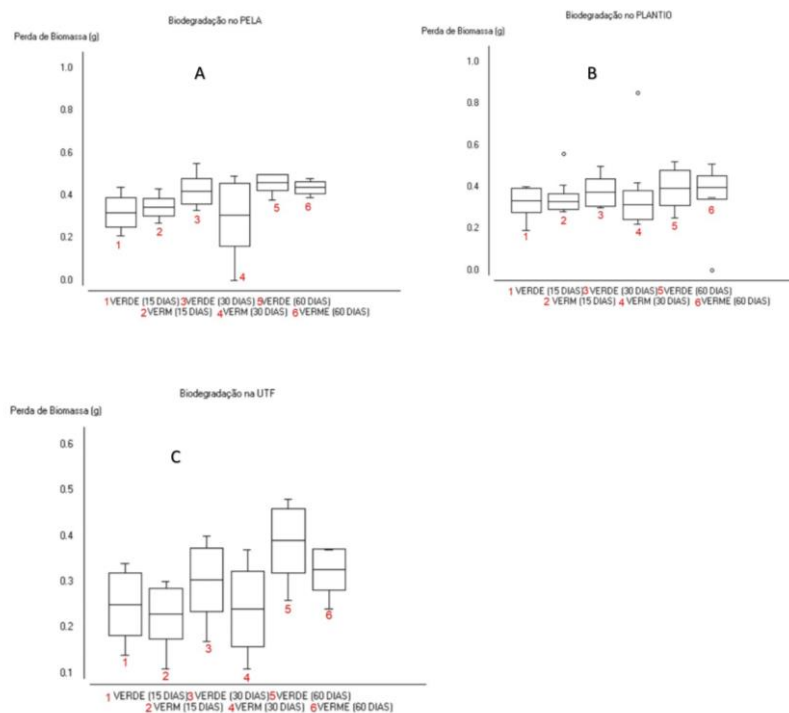 Biodegradação no PELA
Perda de Biomassa (g)
A
1.0
0.8
0.6
0.4
0.2
0.0
1
2
3
4
5
6
1 VERDE (15 DIAS) 3 VERDE (30 DIAS) 5 VERDE (60 DIAS)
2 VERM (15 DIAS) 4 VERM (30 DIAS) 6 VERME (60 DIAS)
Biodegradação no PLANTIO
Perda de Biomassa (g)
B
1.0
0.8
0.6
0.4
0.2
0.0
1
2
3
4
5
6
1 VERDE (15 DIAS) 3 VERDE (30 DIAS) 5 VERDE (60 DIAS)
2 VERM (15 DIAS) 4 VERM (30 DIAS) 6 VERME (60 DIAS)
Biodegradação na UTF
Perda de Biomassa (g)
C
0.6
0.5
0.4
0.3
0.2
0.1
1
2
3
4
5
6
1 VERDE (15 DIAS) 3 VERDE (30 DIAS) 5 VERDE (60 DIAS)
2 VERM (15 DIAS) 4 VERM (30 DIAS) 6 VERME (60 DIAS)